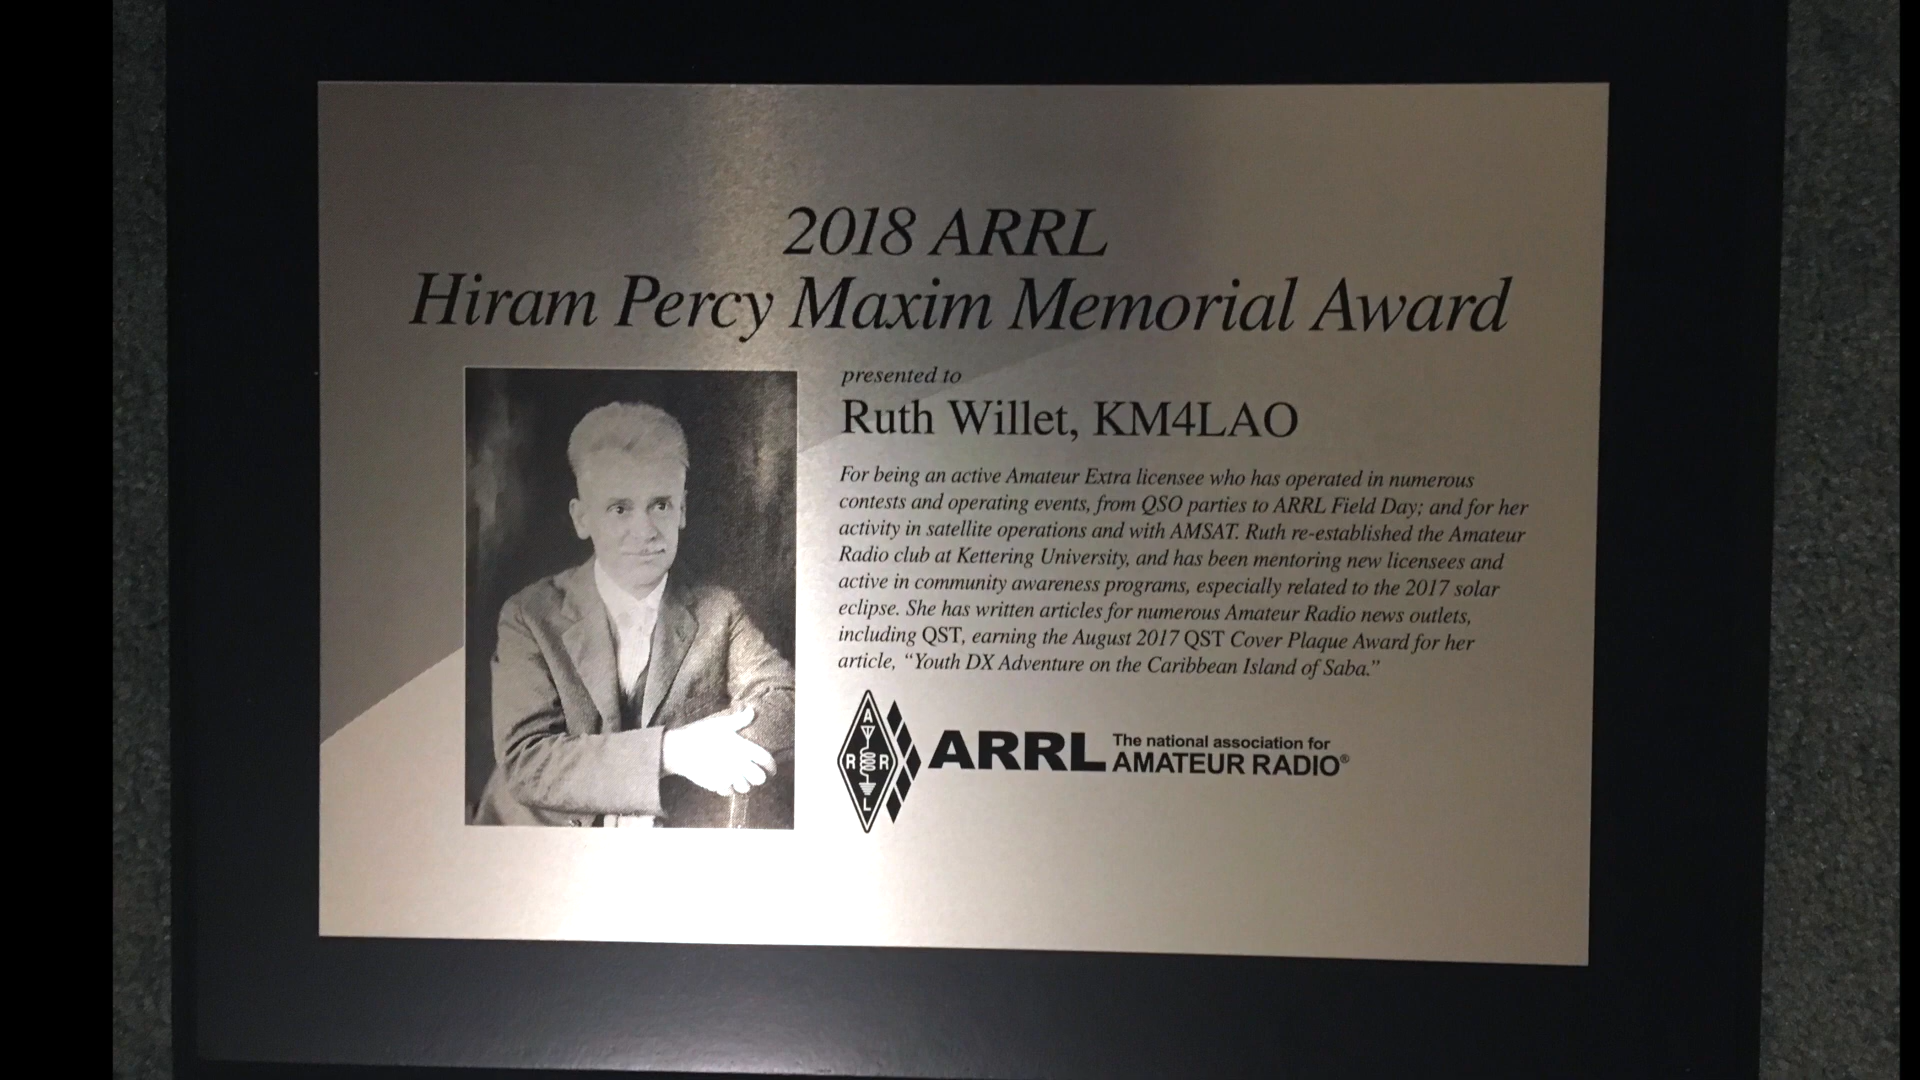 2018 ARRL
Hiram Percy Maxim Memorial Award
presented to
Ruth Willet, KM4LAO
For being an active Amateur Extra licensee who has operated in numerous
contests and operating events, from QSO parties to ARRL Field Day; and for her
activity in satellite operations and with AMSAT. Ruth re-established the Amateur
Radio club at Kettering University, and has been mentoring new licensees and
active in community awareness programs, especially related to the 2017 solar
eclipse. She has written articles for numerous Amateur Radio news outlets,
including QST, earning the August 2017 QST Cover Plaque Award for her
article, “Youth DX Adventure on the Caribbean Island of Saba.”
A
R R
L
ARRL
The national association for
AMATEUR RADIO®